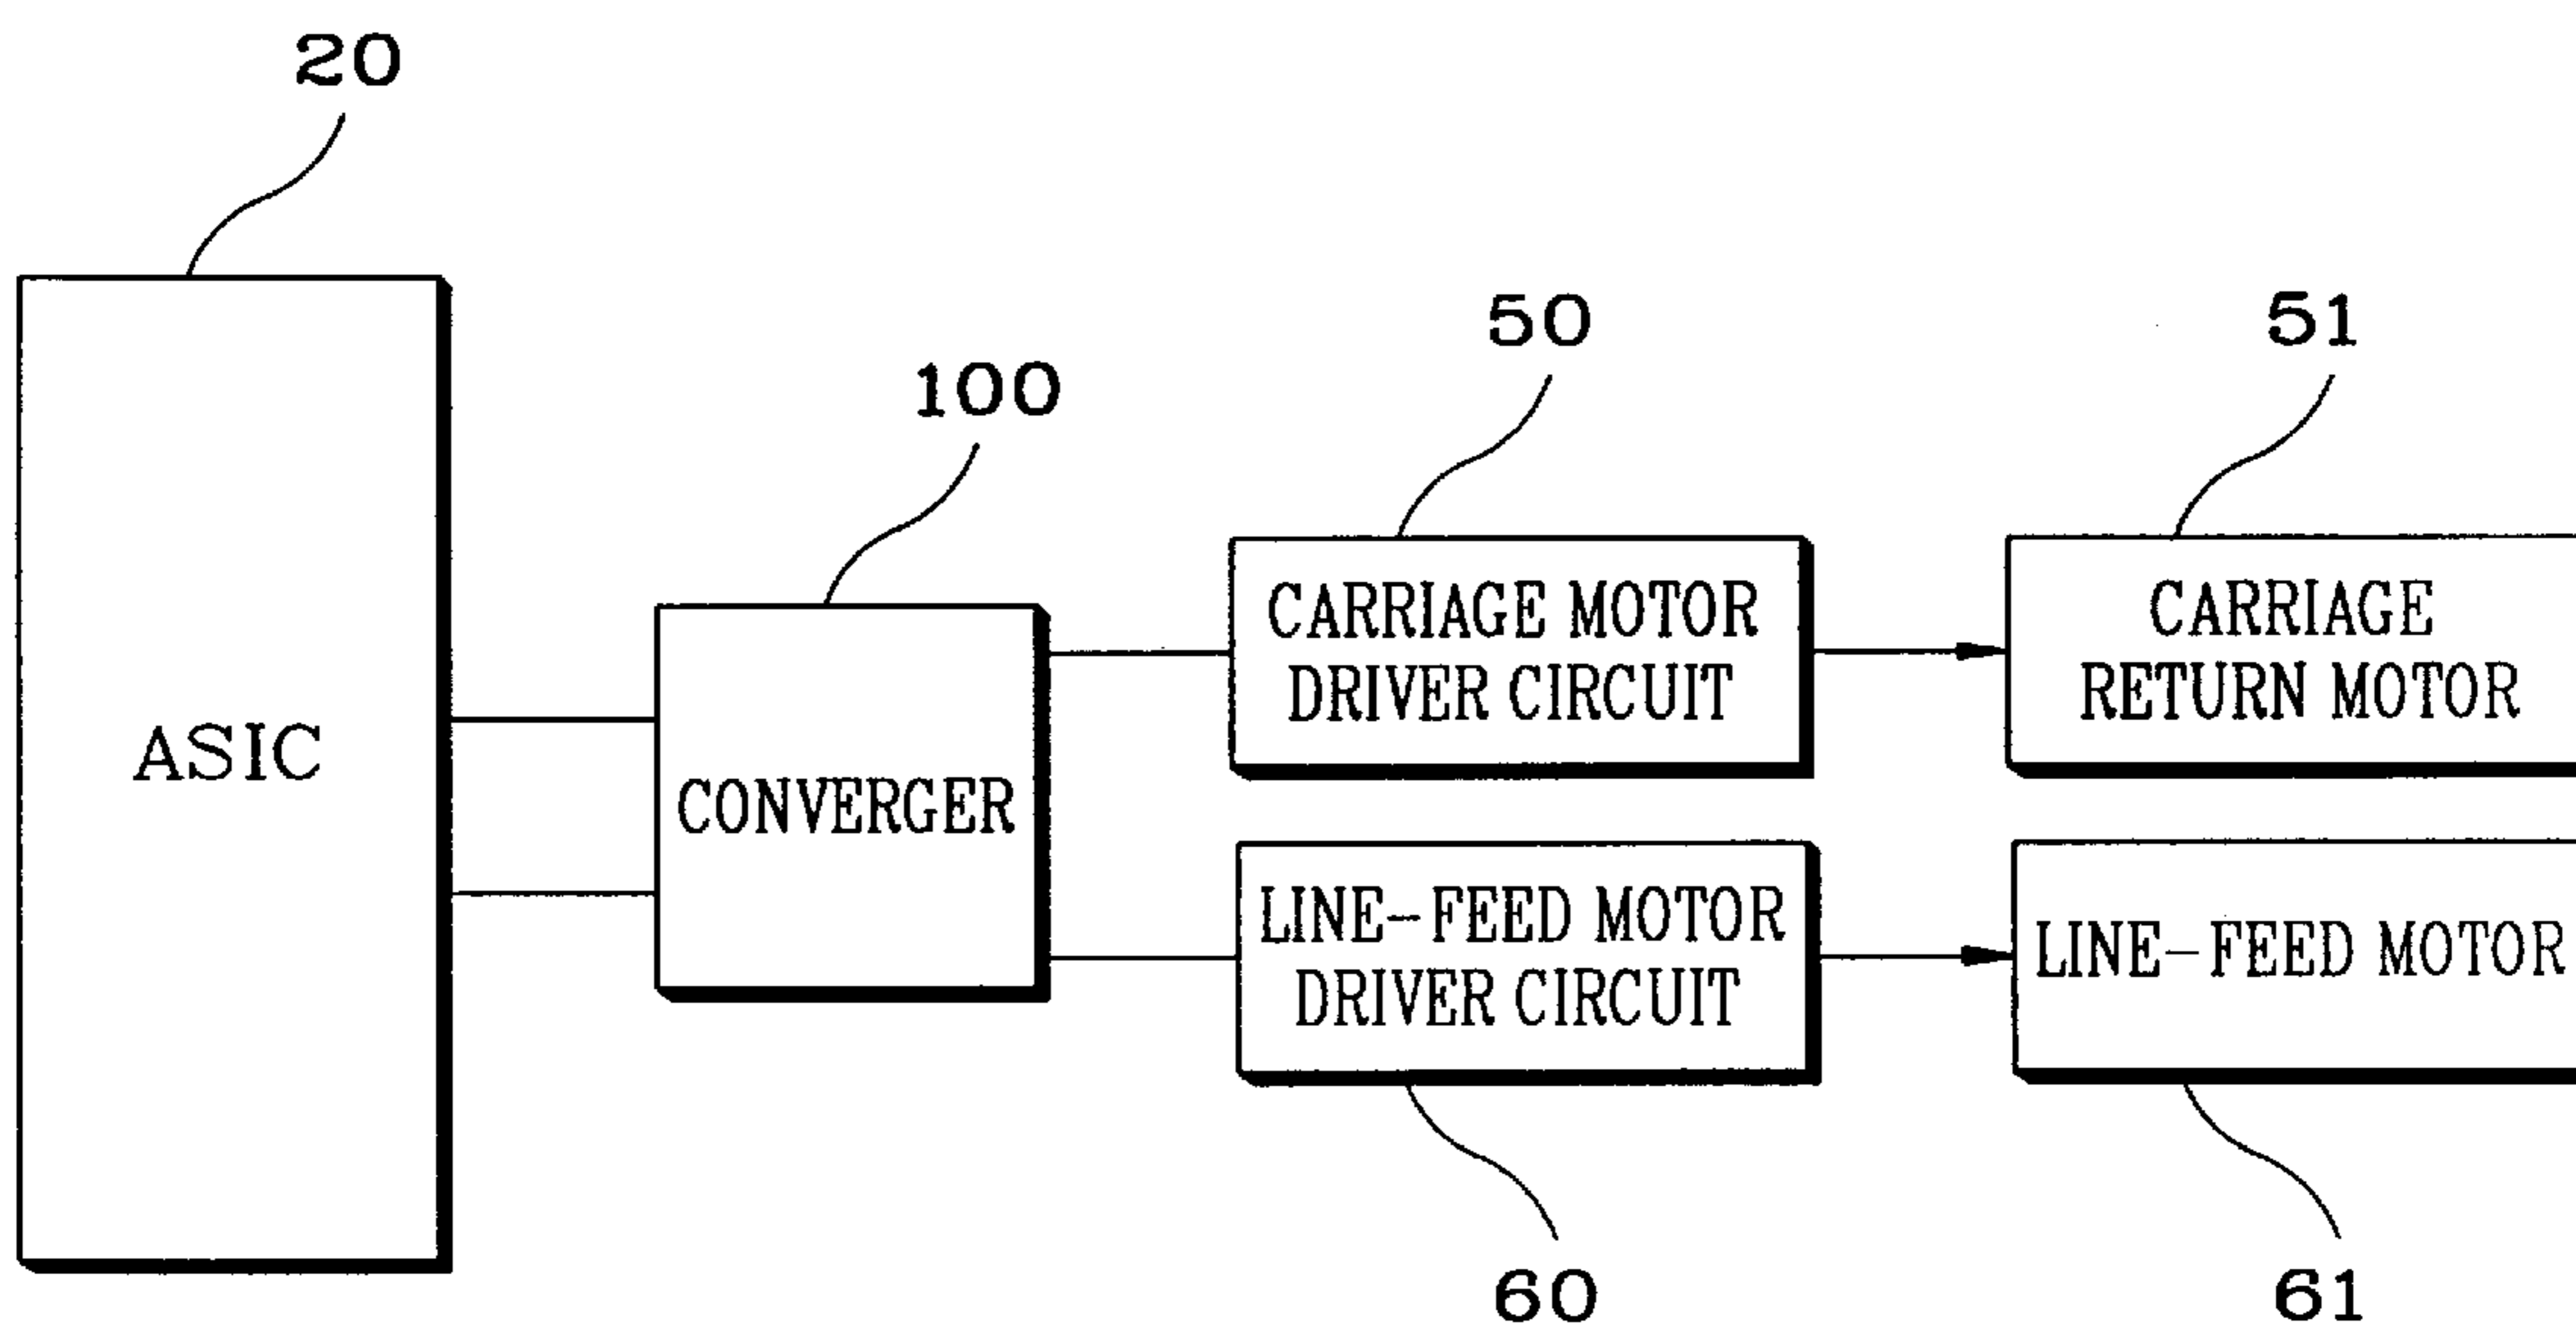 20
100
50
51
ASIC
CONVERGER
CARRIAGE MOTOR
DRIVER CIRCUIT
CARRIAGE
RETURN MOTOR
LINE-FEED MOTOR
DRIVER CIRCUIT
LINE-FEED MOTOR
60
61